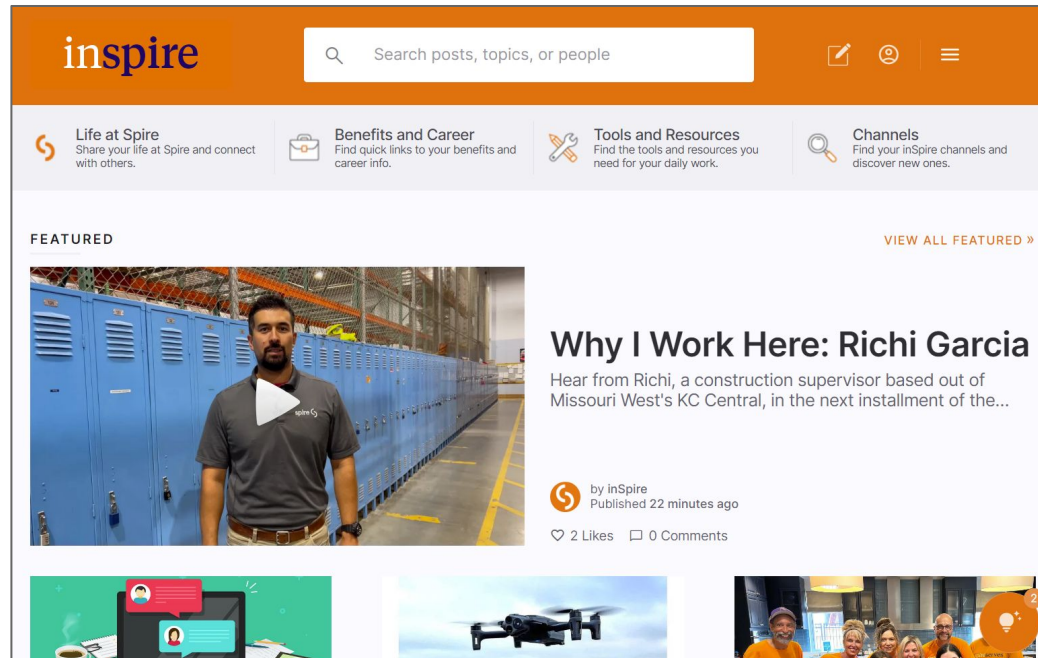 inspire
Search posts, topics, or people
Life at Spire
Share your life at Spire and connect
with others.
Benefits and Career
Find quick links to your benefits and
career info.
Tools and Resources
Find the tools and resources you
need for your daily work.
Channels
Find your inSpire channels and
discover new ones.
FEATURED
VIEW ALL FEATURED »
spire
Why I Work Here: Richi Garcia
Hear from Richi, a construction supervisor based out of
Missouri West's KC Central, in the next installment of the...
by inSpire
Published 22 minutes ago
2 Likes
0 Comments
2